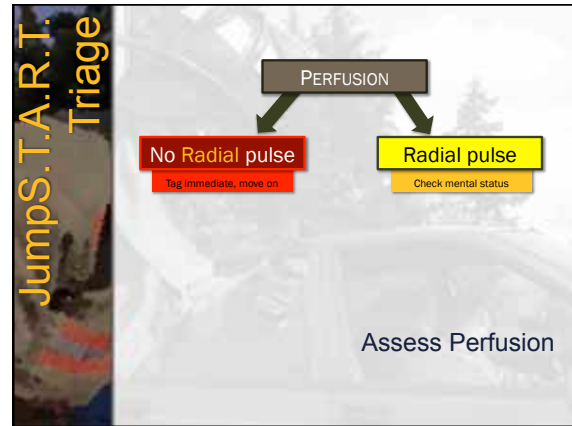 JumpS.T.A.R.T.
Triage
PERFUSION
No Radial pulse
Tag immediate, move on
Radial pulse
Check mental status
Assess Perfusion